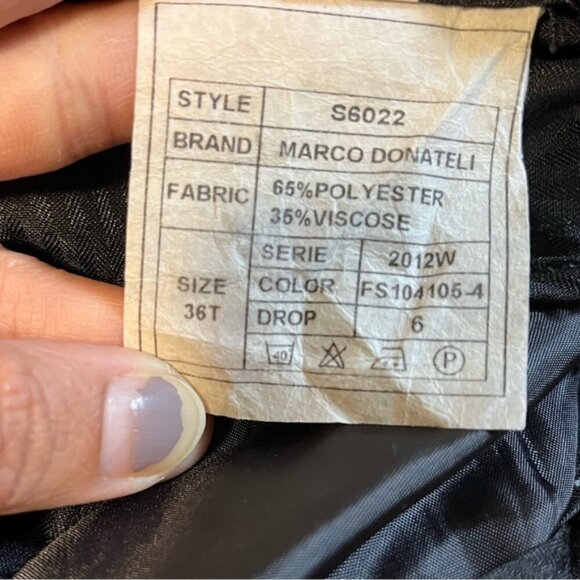 STYLE S6022
BRAND MARCO DONATELI
FABRIC 65%POLYESTER
35%VISCOSE
SERIE 2012W
SIZE COLOR FS104105-4
36T DROP 6
40 P